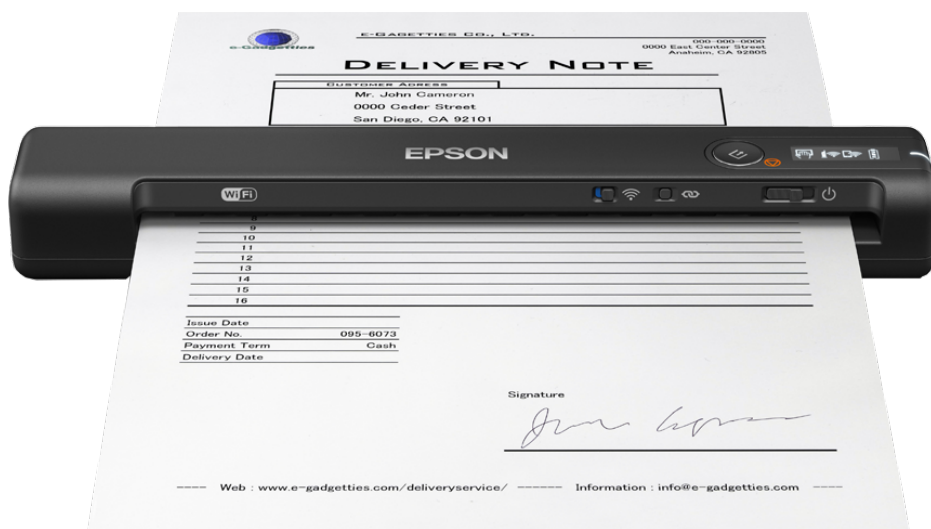 e-Gadgetties
E-GAGETTIES CO., LTD.
000-000-0000
0000 East Center Street
Anaheim, CA 92805
DELIVERY NOTE
CUSTOMER ADRESS
Mr. John Cameron
0000 Ceder Street
San Diego, CA 92101
EPSON
WiFi
8
9
10
11
12
13
14
15
16
Issue Date
Order No. 095-6073
Payment Term Cash
Delivery Date
Signature
---- Web : www.e-gadgetties.com/deliveryservice/ ------ Information : info@e-gadgetties.com ----